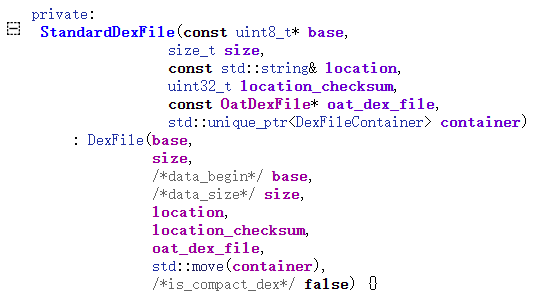 private:
StandardDexFile(const uint8_t* base,
size_t size,
const std::string& location,
uint32_t location_checksum,
const OatDexFile* oat_dex_file,
std::unique_ptr<DexFileContainer> container)
: DexFile(base,
size,
/*data_begin*/ base,
/*data_size*/ size,
location,
location_checksum,
oat_dex_file,
std::move(container),
/*is_compact_dex*/ false) {}